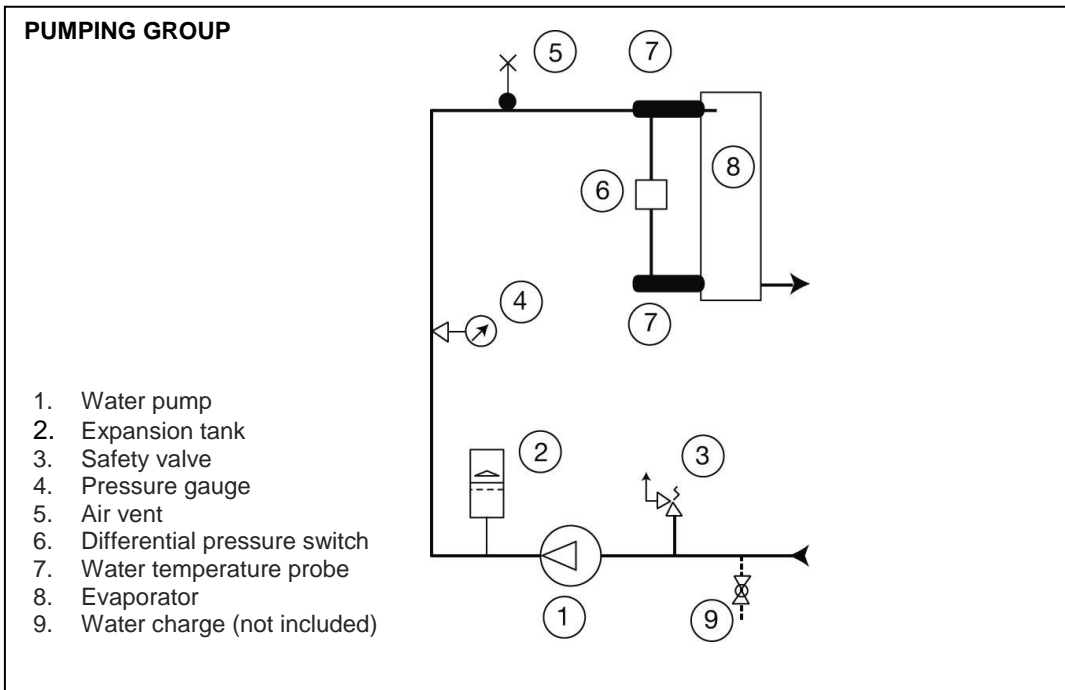 PUMPING GROUP
5
7
8
6
4
7
1. Water pump
2. Expansion tank
3. Safety valve
4. Pressure gauge
5. Air vent
6. Differential pressure switch
7. Water temperature probe
8. Evaporator
9. Water charge (not included)
2
3
1
9